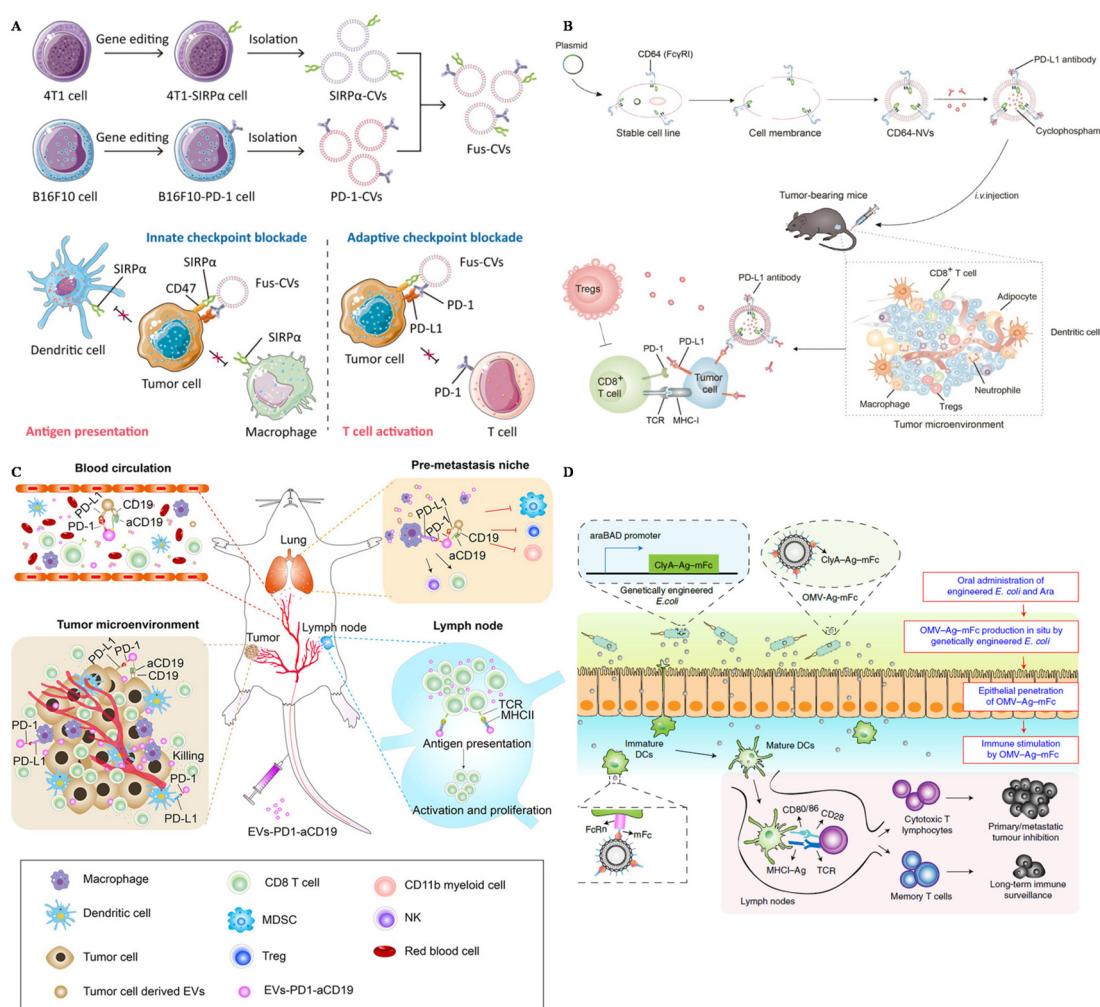 A
Gene editing
Isolation
4T1 cell
4T1-SIRPα cell
SIRPα-CVs
Gene editing
Isolation
Fus-CVs
B16F10 cell
B16F10-PD-1 cell
PD-1-CVs
Innate checkpoint blockade
Adaptive checkpoint blockade
SIRPα
SIRPα
CD47
Fus-CVs
Fus-CVs
PD-1
PD-L1
Dendritic cell
Tumor cell
SIRPα
Tumor cell
PD-1
Macrophage
T cell
Antigen presentation
T cell activation
B
Plasmid
CD64 (FcγRI)
PD-L1 antibody
Stable cell line
Cell membrane
CD64-NVs
Cyclophospham
Tumor-bearing mice
i.v.injection
Tregs
PD-L1 antibody
CD8+ T cell
Adipocyte
Dentritic cell
PD-1
PD-L1
CD8+
T cell
Tumor
cell
TCR
MHC-I
Neutrophile
Macrophage
Tregs
Tumor microenvironment
C
Blood circulation
PD-L1
CD19
PD-1
aCD19
Pre-metastasis niche
PD-L1
PD-1
CD19
aCD19
Lung
Tumor
Lymph node
Tumor microenvironment
PD-L1
PD-1
aCD19
CD19
PD-1
PD-L1
Killing
PD-1
PD-L1
Lymph node
TCR
MHCII
Antigen presentation
Activation and proliferation
EVs-PD1-aCD19
Macrophage
CD8 T cell
CD11b myeloid cell
Dendritic cell
MDSC
NK
Tumor cell
Treg
Red blood cell
Tumor cell derived EVs
EVs-PD1-aCD19
D
araBAD promoter
ClyA–Ag–mFc
Genetically engineered
E.coli
ClyA–Ag–mFc
OMV-Ag-mFc
Oral administration of
engineered E. coli and Ara
OMV–Ag–mFc production in situ by
genetically engineered E. coli
Epithelial penetration
of OMV–Ag–mFc
Immune stimulation
by OMV–Ag–mFc
Immature
DCs
Mature DCs
FcRn
mFc
CD80/86
CD28
MHCI–Ag
TCR
Lymph nodes
Cytotoxic T
lymphocytes
Primary/metastatic
tumour inhibition
Memory T cells
Long-term immune
surveillance